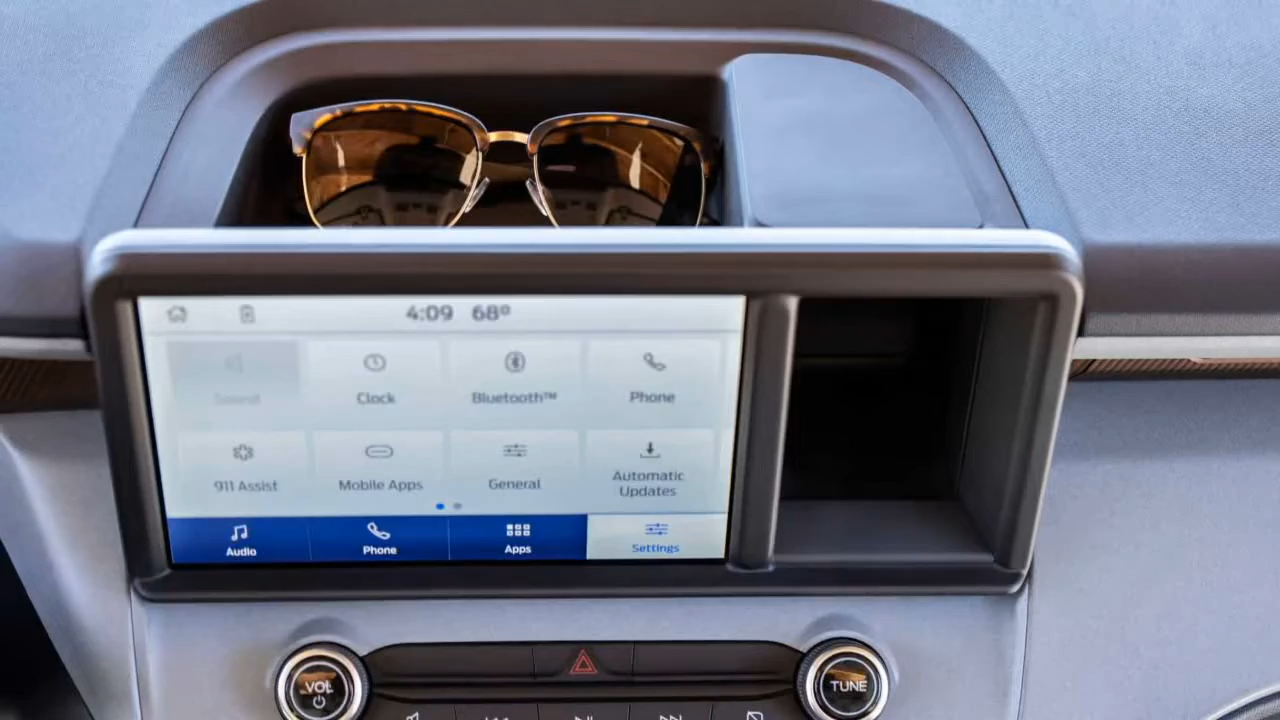 4:09 68°
Sound
Clock
Bluetooth™
Phone
911 Assist
Mobile Apps
General
Automatic
Updates
Audio
Phone
Apps
Settings
VOL
TUNE